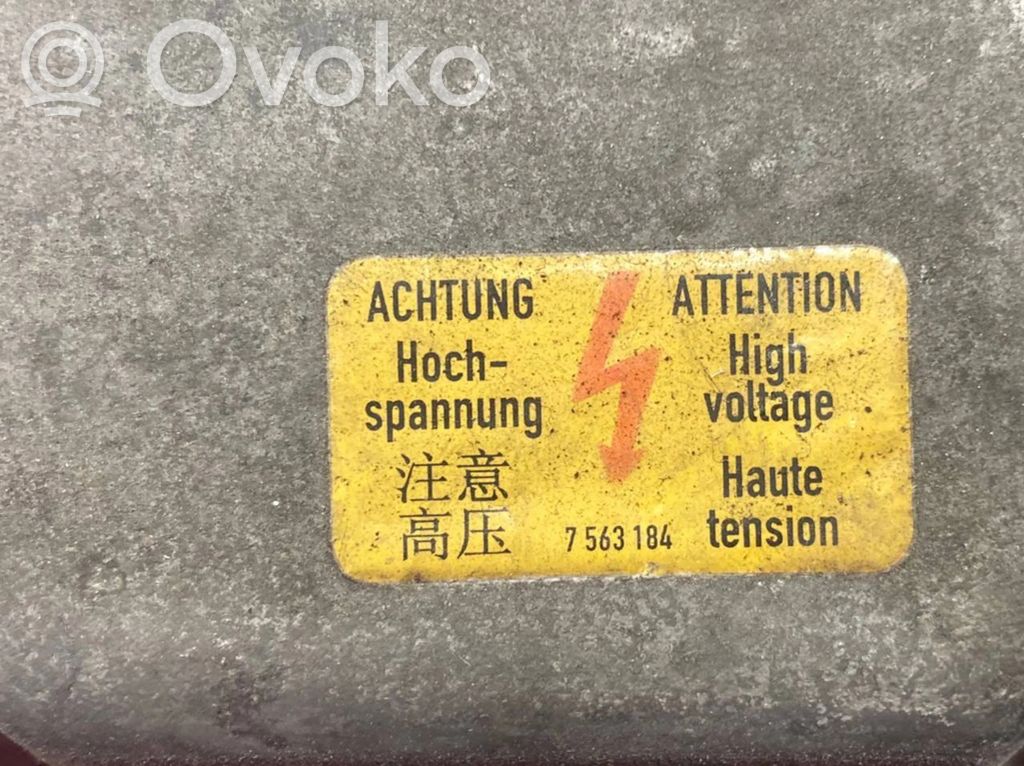 Ovoko
ACHTUNG
Hoch-
spannung
注意
高压
7 563 184
ATTENTION
High
voltage
Haute
tension